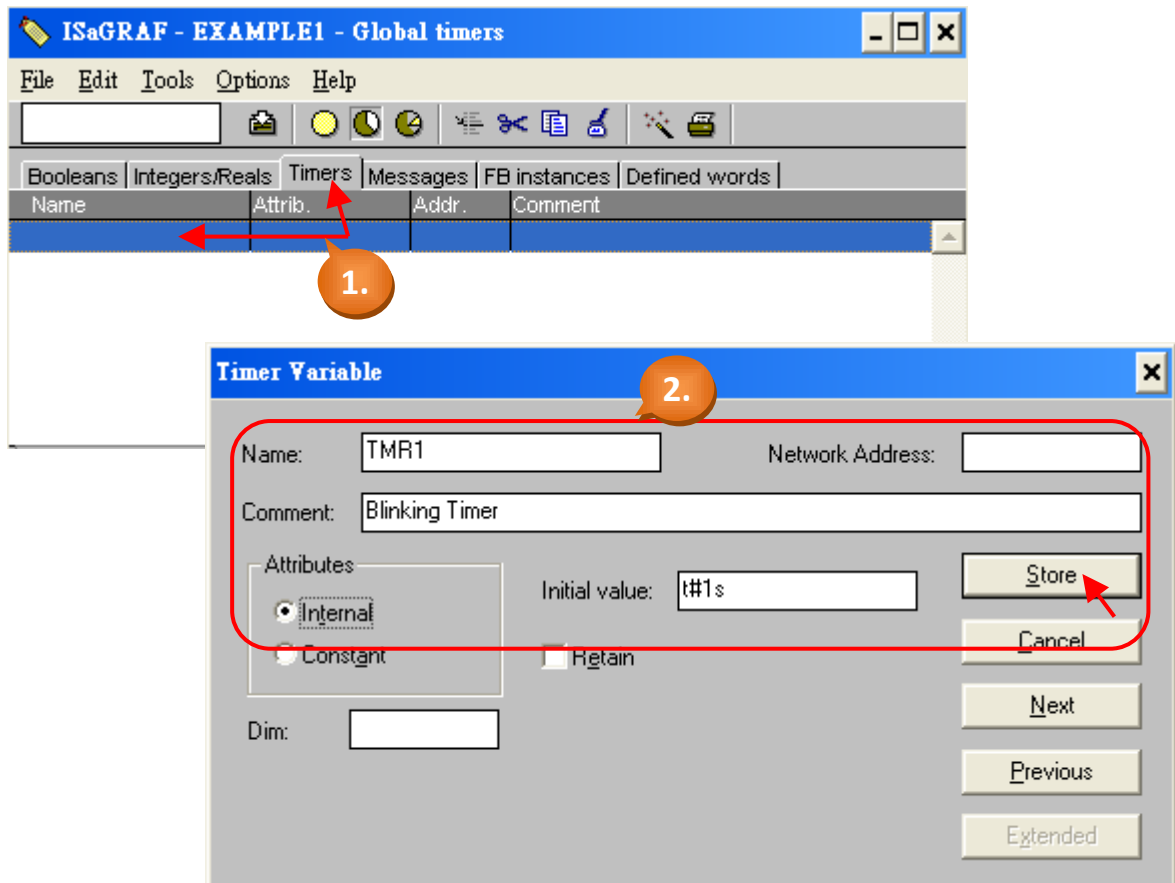 ISaGRAF - EXAMPLE1 - Global timers
File Edit Tools Options Help
Booleans Integers/Reals Timers Messages FB instances Defined words
Name Attrib. Addr. Comment
1.
Timer Variable
2.
Name: TMR1 Network Address:
Comment: Blinking Timer
Attributes
Internal
Constant
Initial value: t#1s
Retain
Store
Cancel
Dim:
Next
Previous
Extended